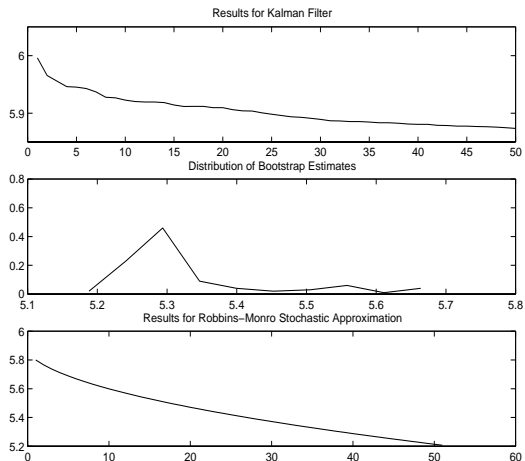 Results for Kalman Filter
6
5.9
0 5 10 15 20 25 30 35 40 45 50
Distribution of Bootstrap Estimates
0.8
0.6
0.4
0.2
0
5.1 5.2 5.3 5.4 5.5 5.6 5.7 5.8
Results for Robbins−Monro Stochastic Approximation
6
5.8
5.6
5.4
5.2
0 10 20 30 40 50 60